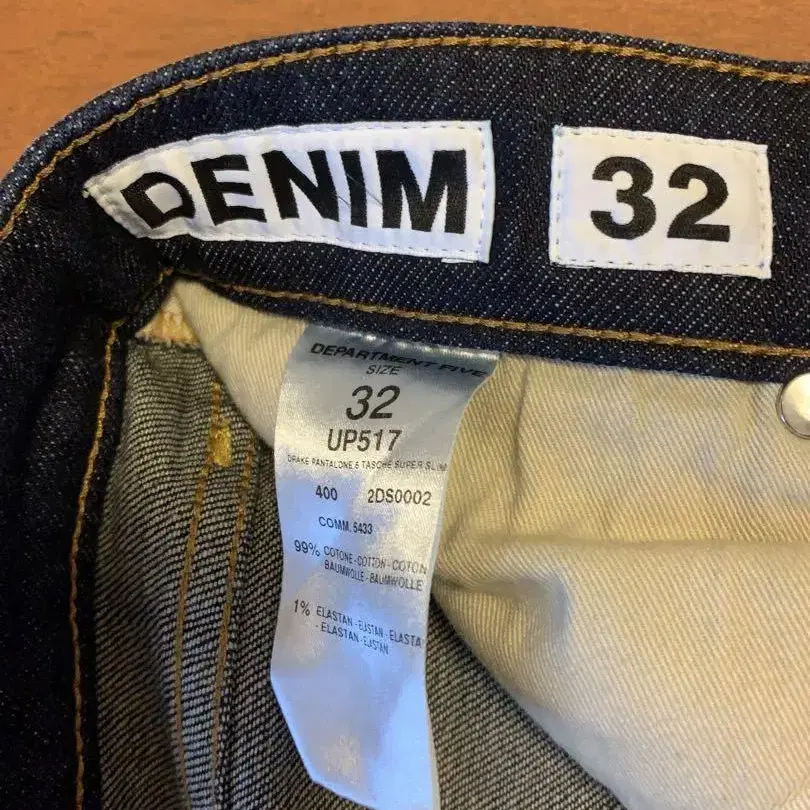 DENIM 32
DEPARTMENT FIVE
SIZE
32
UP517
DRAKE PANTALONE 5 TASCHE SUPER SLIM
400 2DS0002
COMM. 5433
99% COTONE - COTTON - COTON
BAUMWOLLE - BAUMWOLLE
1% ELASTAN - ELASTAN - ELASTA
- ELASTAN - ELASTAN